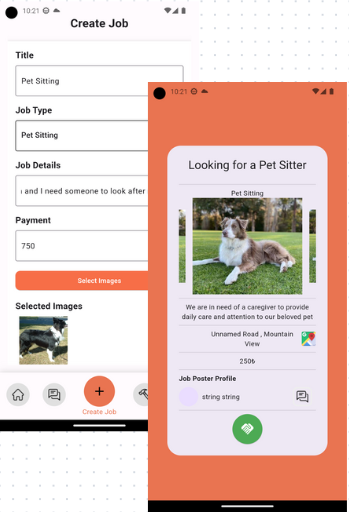 10:21
Create Job
Title
Pet Sitting
Job Type
Pet Sitting
Job Details
and I need someone to look after
Payment
750
Select Images
Selected Images
Create Job
10:21
Looking for a Pet Sitter
Pet Sitting
We are in need of a caregiver to provide
daily care and attention to our beloved pet
Unnamed Road , Mountain
View
250₺
Job Poster Profile
string string